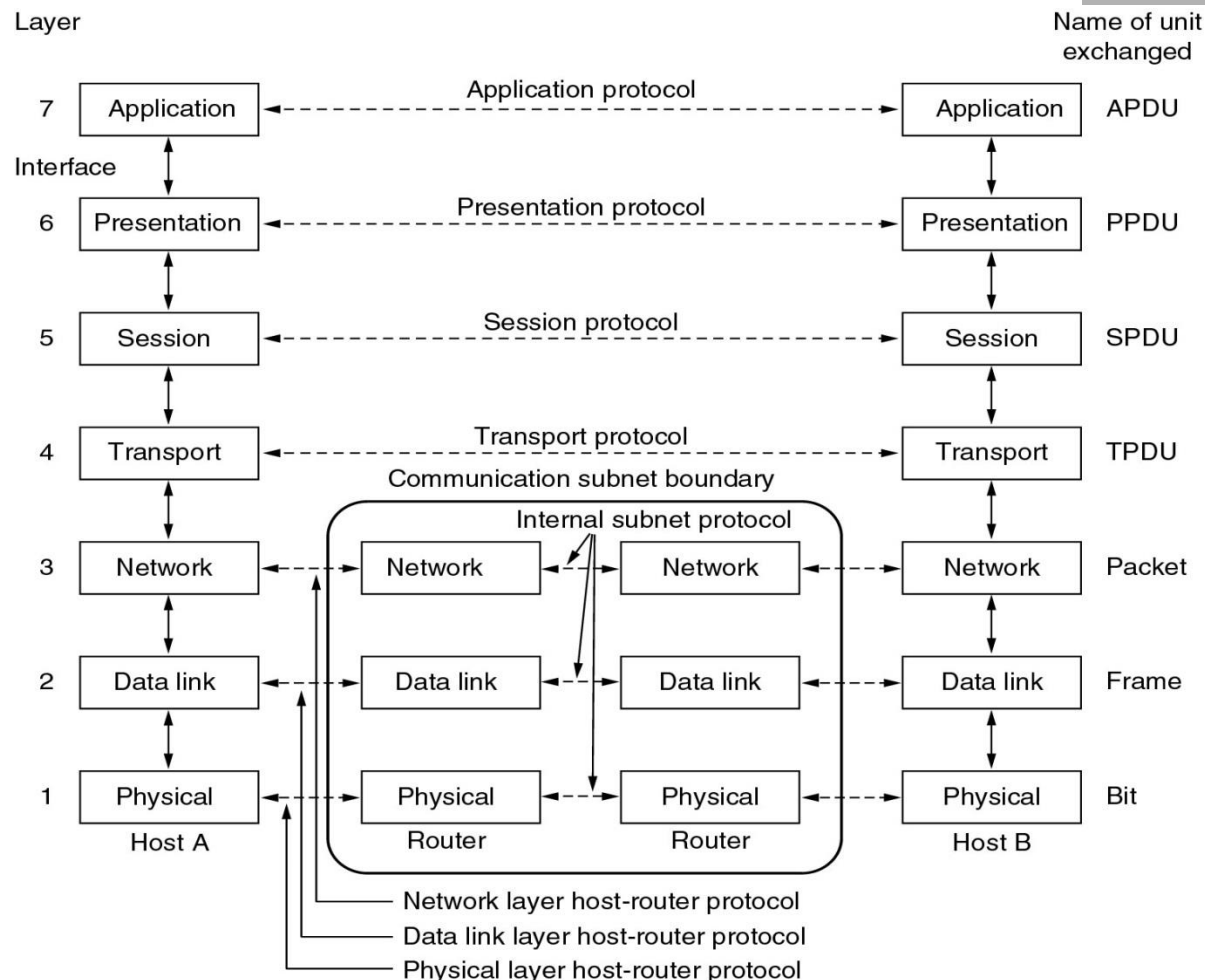 Layer
Name of unit
exchanged
7
Application
Application protocol
Application
APDU
Interface
6
Presentation
Presentation protocol
Presentation
PPDU
5
Session
Session protocol
Session
SPDU
4
Transport
Transport protocol
Transport
TPDU
Communication subnet boundary
Internal subnet protocol
3
Network
Network
Network
Network
Packet
2
Data link
Data link
Data link
Data link
Frame
1
Physical
Physical
Physical
Physical
Bit
Host A
Router
Router
Host B
Network layer host-router protocol
Data link layer host-router protocol
Physical layer host-router protocol